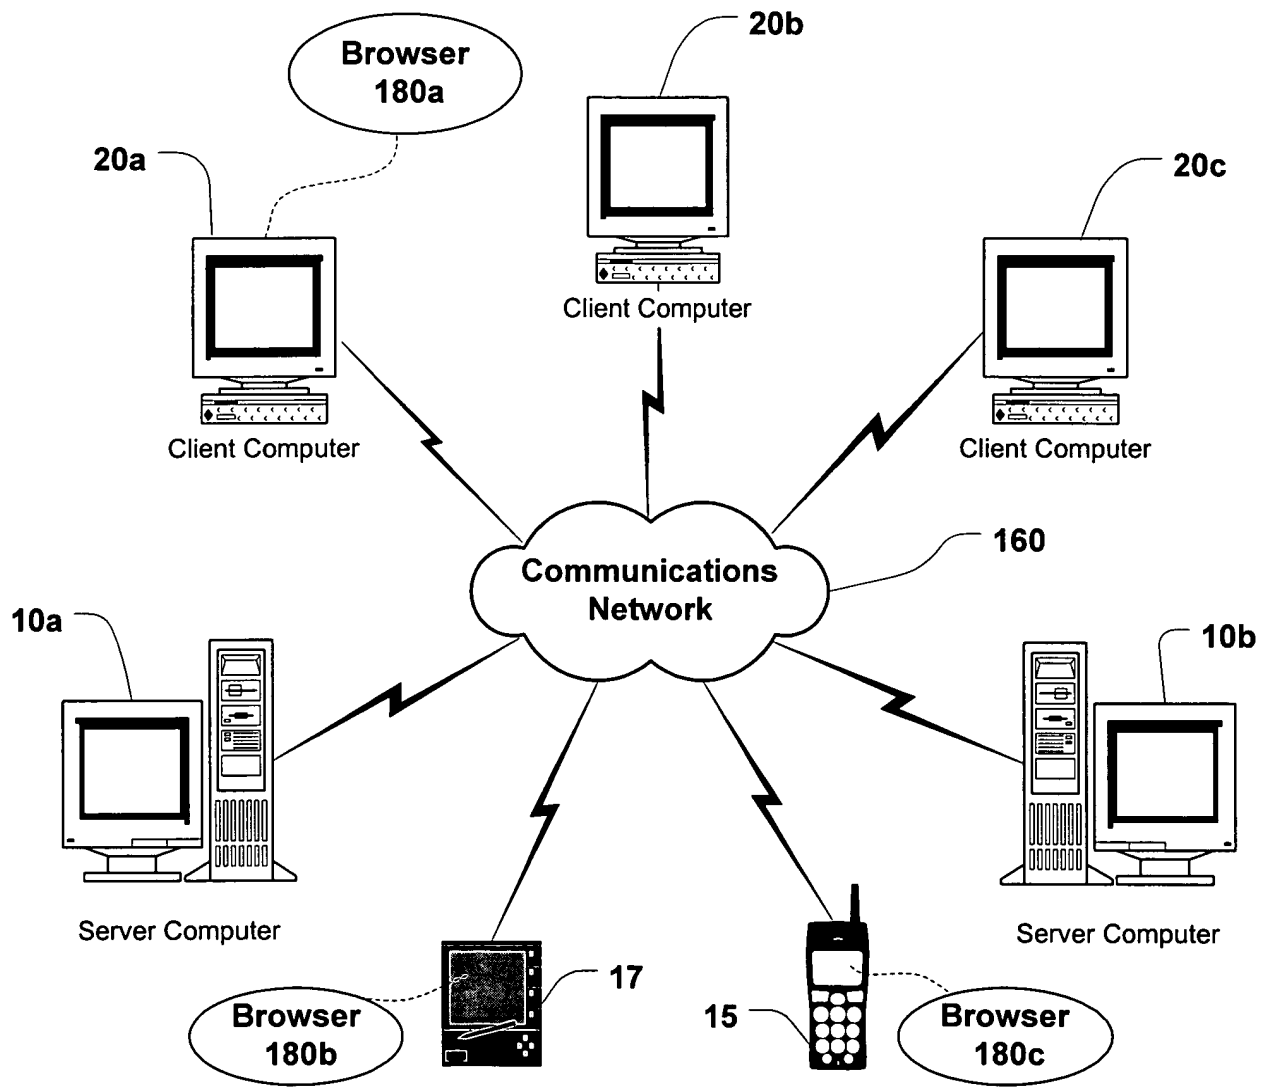 20b
Browser
180a
20a
20c
Client Computer
Client Computer
Client Computer
160
Communications
Network
10a
10b
Server Computer
Server Computer
17
15
Browser
180b
Browser
180c